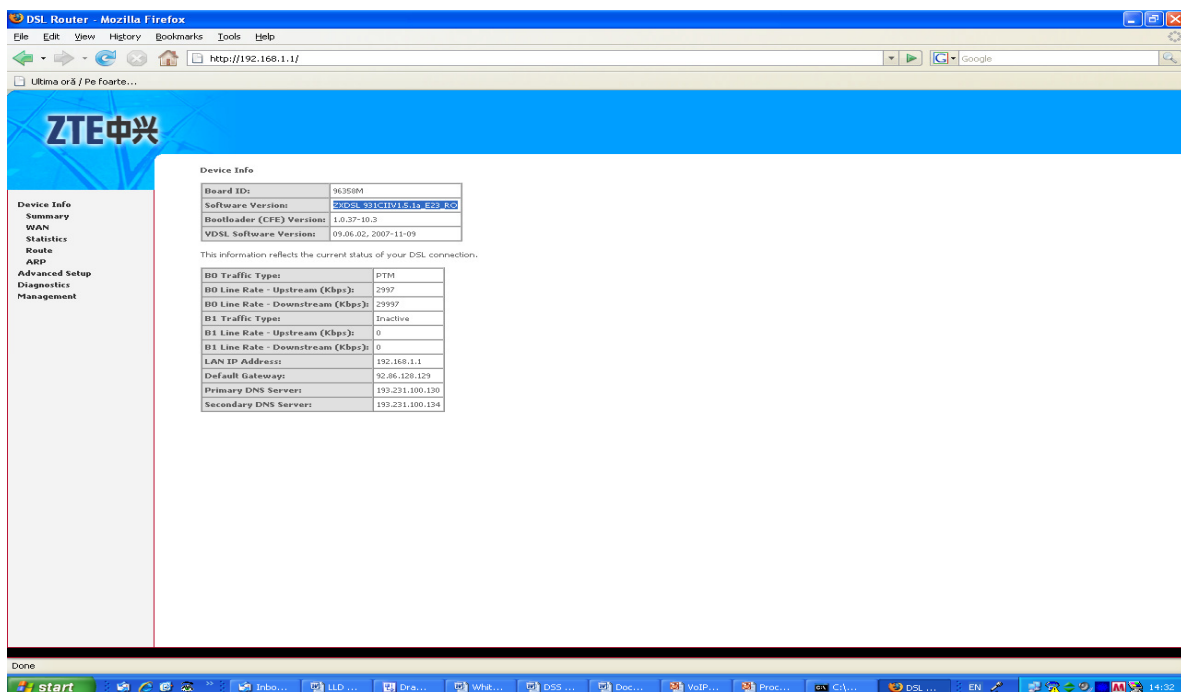 DSL Router - Mozilla Firefox
File Edit View History Bookmarks Tools Help
http://192.168.1.1/
Google
Ultima oră / Pe foarte...
ZTE中兴
Device Info
Summary
WAN
Statistics
Route
ARP
Advanced Setup
Diagnostics
Management
Device Info
Board ID: 96358M
Software Version: ZXDSL 931CIIV1.5.1a_E23_RO
Bootloader (CFE) Version: 1.0.37-10.3
VDSL Software Version: 09.06.02, 2007-11-09
This information reflects the current status of your DSL connection.
B0 Traffic Type: PTM
B0 Line Rate - Upstream (Kbps): 2997
B0 Line Rate - Downstream (Kbps): 29997
B1 Traffic Type: Inactive
B1 Line Rate - Upstream (Kbps): 0
B1 Line Rate - Downstream (Kbps): 0
LAN IP Address: 192.168.1.1
Default Gateway: 92.86.128.129
Primary DNS Server: 193.231.100.130
Secondary DNS Server: 193.231.100.134
Done
start Inbo... LLD ... Dra... Whit... DSS ... Doc... VoIP... Proc... C:\... DSL ... EN 14:32